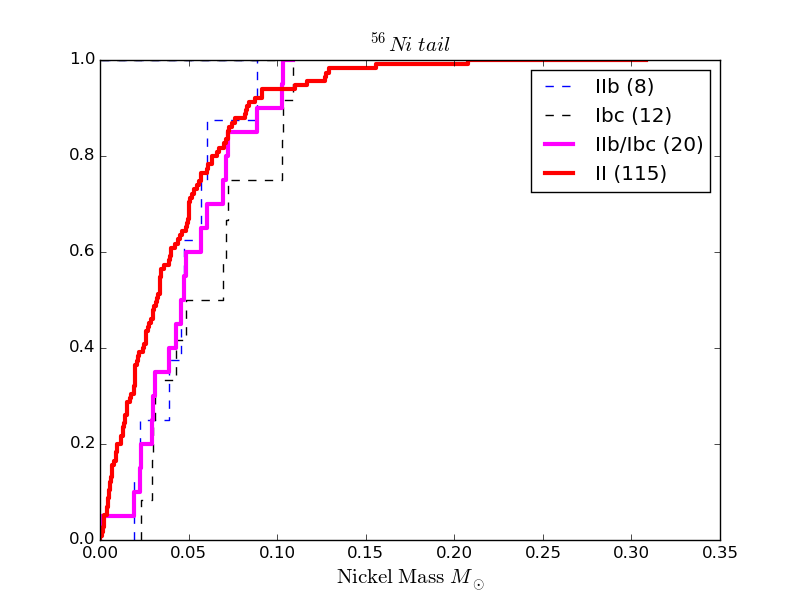 ⁵⁶Ni tail
1.0
0.8
0.6
0.4
0.2
0.0
0.00 0.05 0.10 0.15 0.20 0.25 0.30 0.35
Nickel Mass M⊙
IIb (8)
Ibc (12)
IIb/Ibc (20)
II (115)